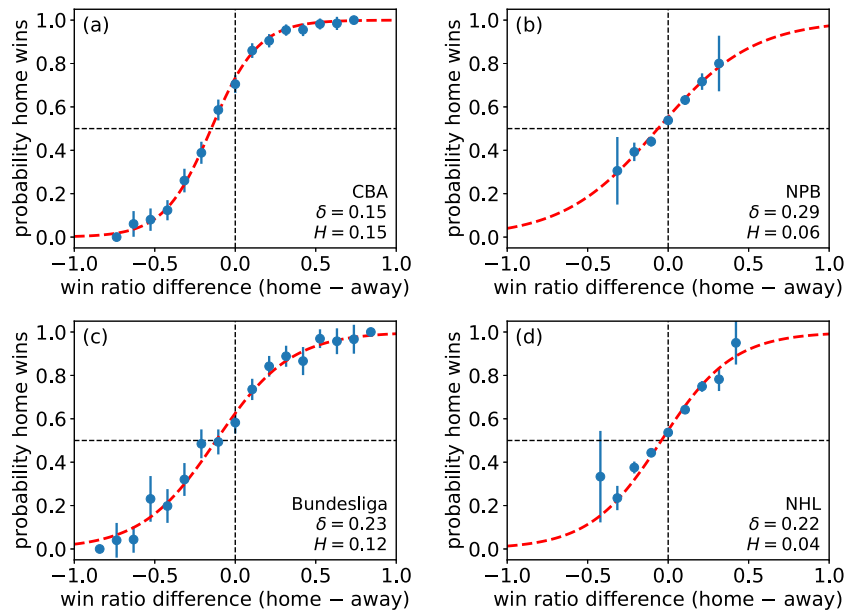 (a)
probability home wins
1.0
0.8
0.6
0.4
0.2
0.0
CBA
δ = 0.15
H = 0.15
−1.0 −0.5 0.0 0.5 1.0
win ratio difference (home − away)
(b)
probability home wins
1.0
0.8
0.6
0.4
0.2
0.0
NPB
δ = 0.29
H = 0.06
−1.0 −0.5 0.0 0.5 1.0
win ratio difference (home − away)
(c)
probability home wins
1.0
0.8
0.6
0.4
0.2
0.0
Bundesliga
δ = 0.23
H = 0.12
−1.0 −0.5 0.0 0.5 1.0
win ratio difference (home − away)
(d)
probability home wins
1.0
0.8
0.6
0.4
0.2
0.0
NHL
δ = 0.22
H = 0.04
−1.0 −0.5 0.0 0.5 1.0
win ratio difference (home − away)